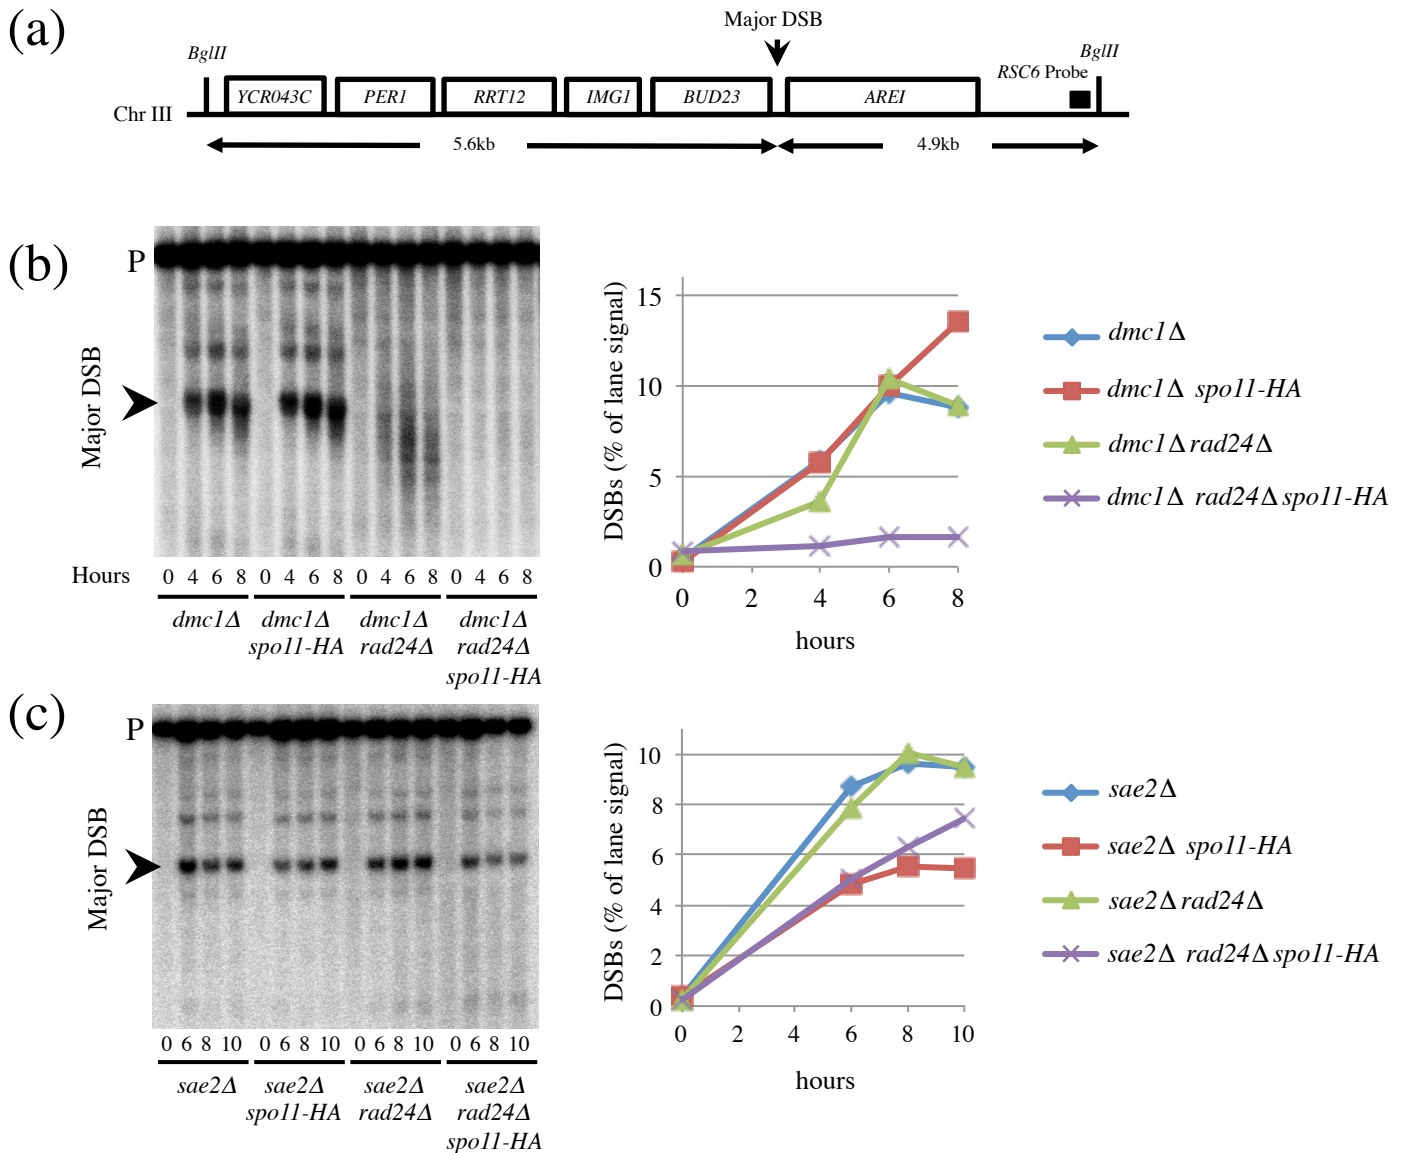 (a)
Major DSB
BglII
BglII
RSC6 Probe
YCR043C
PER1
RRT12
IMG1
BUD23
AREI
Chr III
5.6kb
4.9kb
(b)
P
Major DSB
Hours
0 4 6 8 0 4 6 8 0 4 6 8 0 4 6 8
dmc1Δ
dmc1Δ spo11-HA
dmc1Δ rad24Δ
dmc1Δ rad24Δ spo11-HA
DSBs (% of lane signal)
15
10
5
0
0 2 4 6 8
hours
dmc1Δ
dmc1Δ spo11-HA
dmc1Δ rad24Δ
dmc1Δ rad24Δ spo11-HA
(c)
P
Major DSB
0 6 8 10 0 6 8 10 0 6 8 10 0 6 8 10
sae2Δ
sae2Δ spo11-HA
sae2Δ rad24Δ
sae2Δ rad24Δ spo11-HA
DSBs (% of lane signal)
10
8
6
4
2
0
0 2 4 6 8 10
hours
sae2Δ
sae2Δ spo11-HA
sae2Δ rad24Δ
sae2Δ rad24Δ spo11-HA